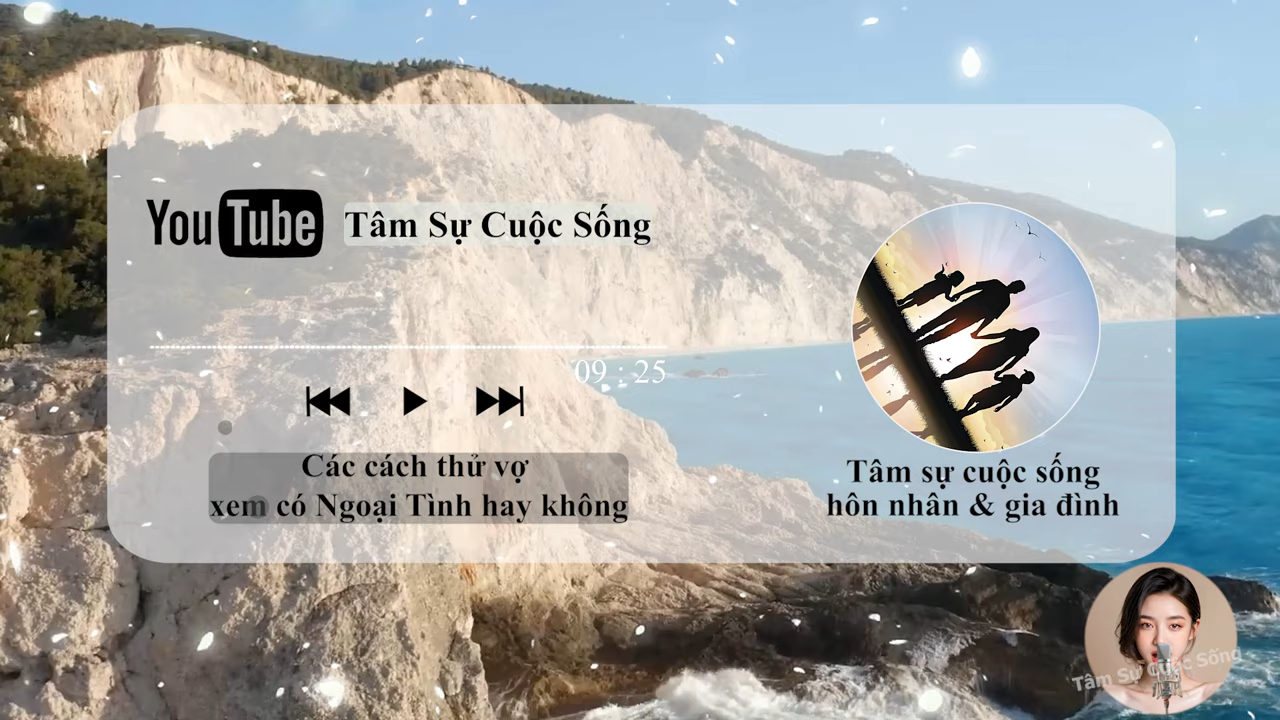 YouTube Tâm Sự Cuộc Sống
09 : 25
Các cách thử vợ
xem có Ngoại Tình hay không
Tâm sự cuộc sống
hôn nhân & gia đình
Tâm Sự Cuộc Sống